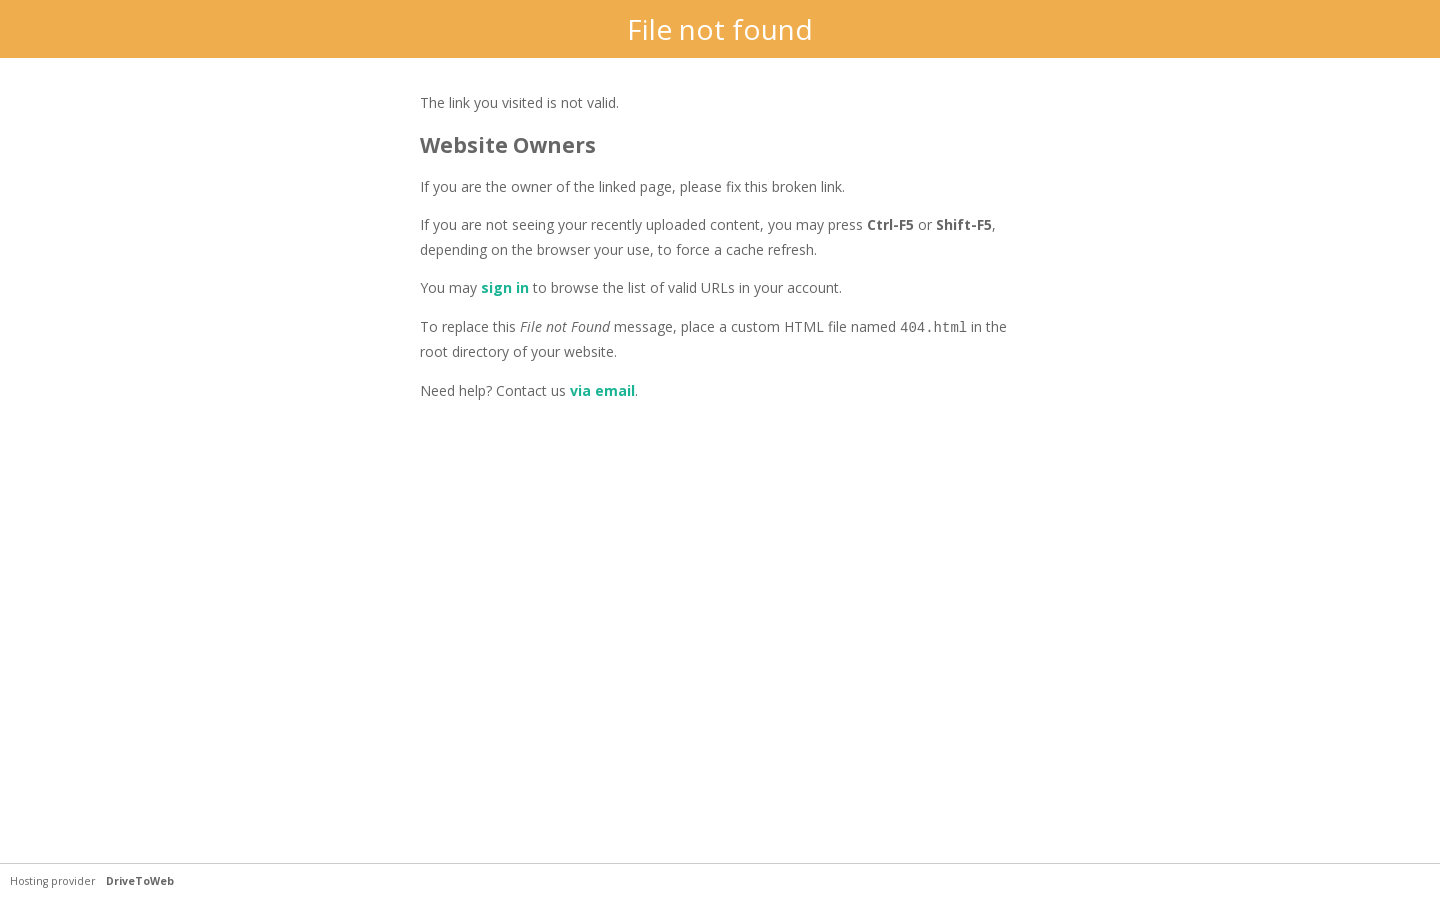 File not found
The link you visited is not valid.
Website Owners
If you are the owner of the linked page, please fix this broken link.
If you are not seeing your recently uploaded content, you may press Ctrl-F5 or Shift-F5,
depending on the browser your use, to force a cache refresh.
You may sign in to browse the list of valid URLs in your account.
To replace this File not Found message, place a custom HTML file named 404.html in the
root directory of your website.
Need help? Contact us via email.
Hosting provider DriveToWeb